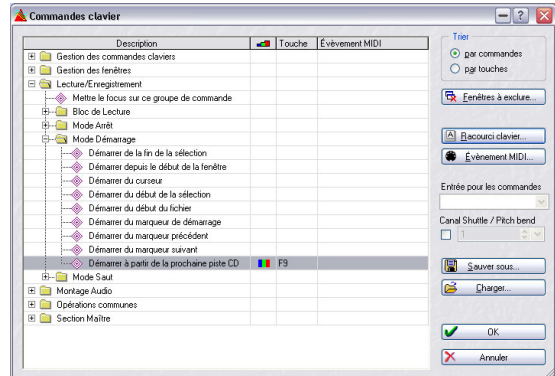 Commandes clavier
Description Touche Évèvement MIDI
Gestion des commandes claviers
Gestion des fenêtres
Lecture/Enregistrement
Mettre le focus sur ce groupe de commande
Bloc de Lecture
Mode Arrêt
Mode Démarrage
Démarrer de la fin de la sélection
Démarrer depuis le début de la fenêtre
Démarrer du curseur
Démarrer du début de la sélection
Démarrer du début du fichier
Démarrer du marqueur de démarrage
Démarrer du marqueur précédent
Démarrer du marqueur suivant
Démarrer à partir de la prochaine piste CD F9
Mode Saut
Montage Audio
Opérations communes
Section Maître
Trier
par commandes
par touches
Fenêtres à exclure...
Racourci clavier...
Évènement MIDI...
Entrée pour les commandes
Canal Shuttle / Pitch bend
1
Sauver sous...
Charger...
OK
Annuler